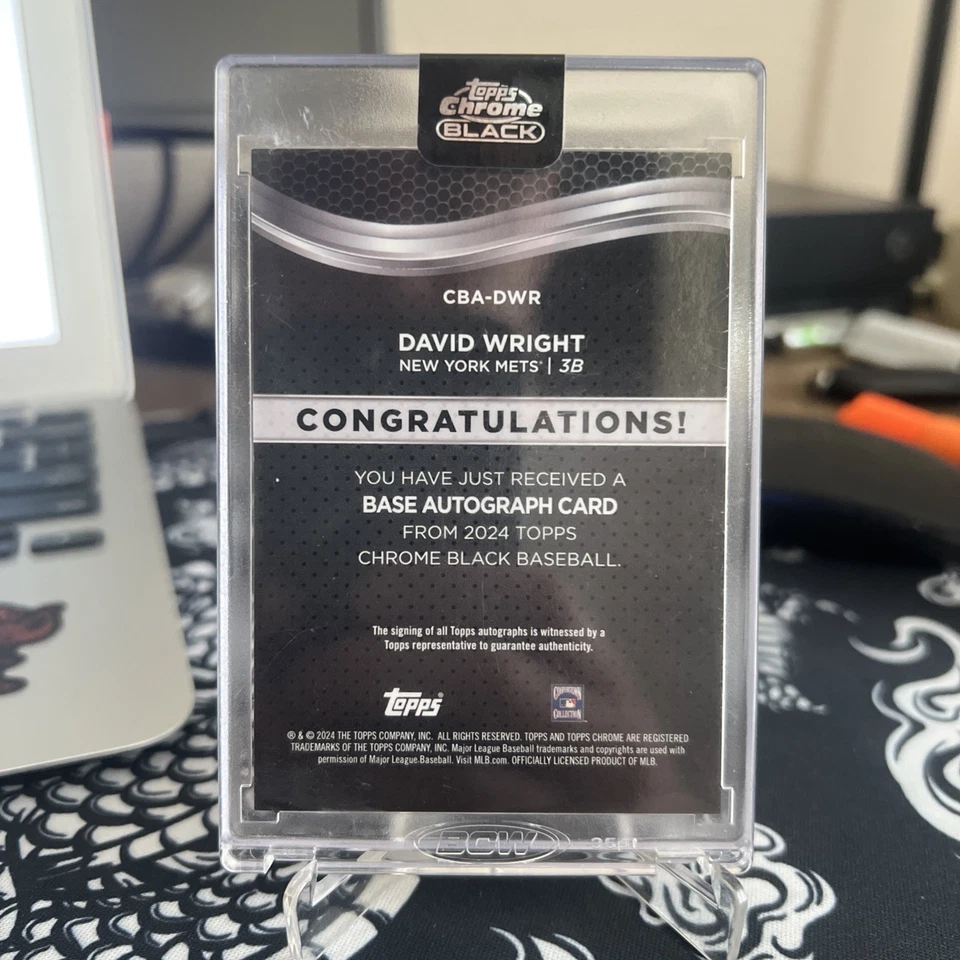 Topps
Chrome
BLACK
CBA-DWR
DAVID WRIGHT
NEW YORK METS® | 3B
CONGRATULATIONS!
YOU HAVE JUST RECEIVED A
BASE AUTOGRAPH CARD
FROM 2024 TOPPS
CHROME BLACK BASEBALL.
The signing of all Topps autographs is witnessed by a
Topps representative to guarantee authenticity.
Topps®
COOPERSTOWN
COLLECTION
® & © 2024 THE TOPPS COMPANY, INC. ALL RIGHTS RESERVED. TOPPS AND TOPPS CHROME ARE REGISTERED
TRADEMARKS OF THE TOPPS COMPANY, INC. Major League Baseball trademarks and copyrights are used with
permission of Major League Baseball. Visit MLB.com. OFFICIALLY LICENSED PRODUCT OF MLB.
BCW